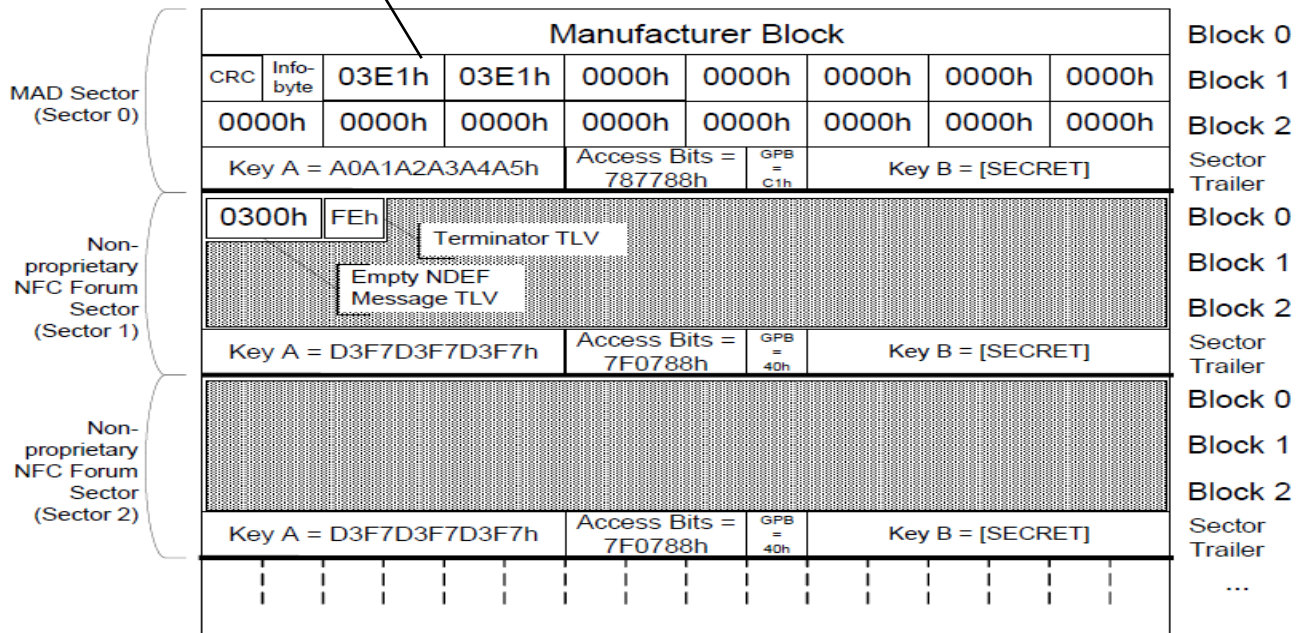 Manufacturer Block
Block 0
MAD Sector
(Sector 0)
CRC
Info-
byte
03E1h 03E1h 0000h 0000h 0000h 0000h 0000h
Block 1
0000h 0000h 0000h 0000h 0000h 0000h 0000h 0000h
Block 2
Key A = A0A1A2A3A4A5h
Access Bits =
787788h
GPB
=
C1h
Key B = [SECRET]
Sector
Trailer
Non-
proprietary
NFC Forum
Sector
(Sector 1)
0300h FEh
Block 0
Terminator TLV
Block 1
Empty NDEF
Message TLV
Block 2
Key A = D3F7D3F7D3F7h
Access Bits =
7F0788h
GPB
=
40h
Key B = [SECRET]
Sector
Trailer
Non-
proprietary
NFC Forum
Sector
(Sector 2)
Block 0
Block 1
Block 2
Key A = D3F7D3F7D3F7h
Access Bits =
7F0788h
GPB
=
40h
Key B = [SECRET]
Sector
Trailer
...